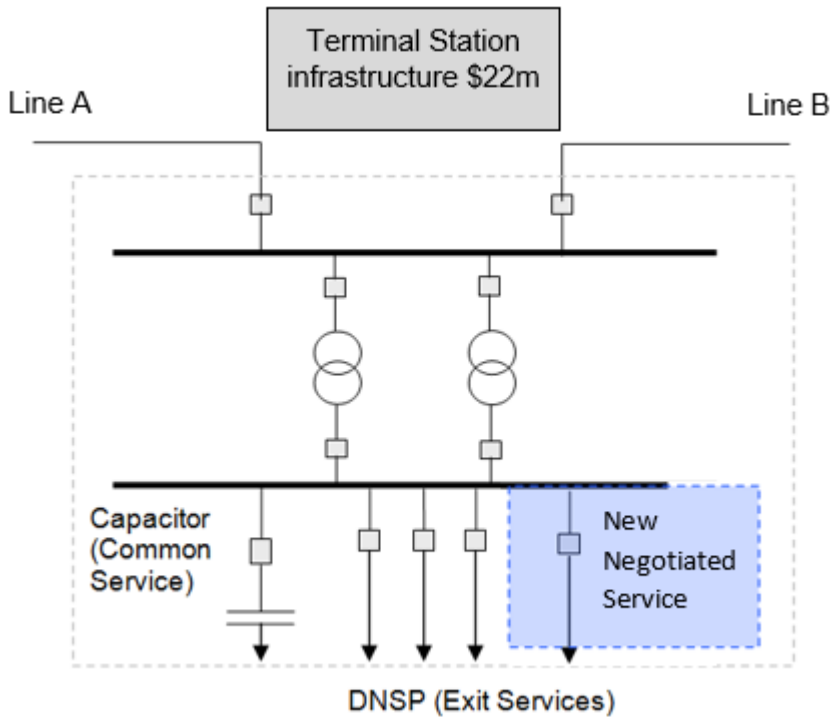 Terminal Station
infrastructure $22m
Line A
Line B
Capacitor
(Common
Service)
New
Negotiated
Service
DNSP (Exit Services)